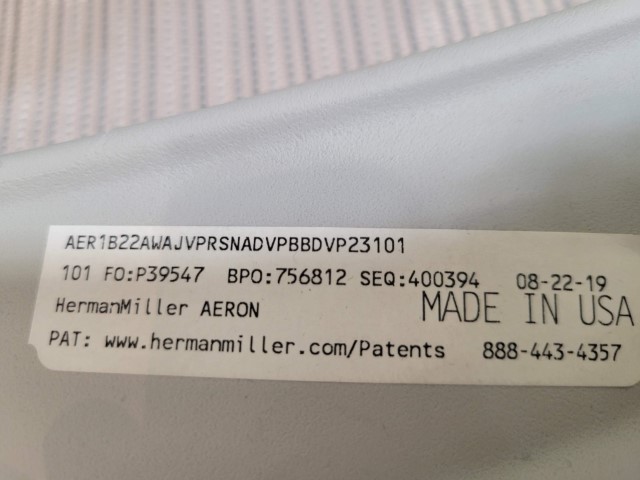 AER1B22AWAJVPRSNADVPBBDVP23101
101 FO:P39547 BPO:756812 SEQ:400394 08-22-19
HermanMiller AERON MADE IN USA
PAT: www.hermanmiller.com/Patents 888-443-4357